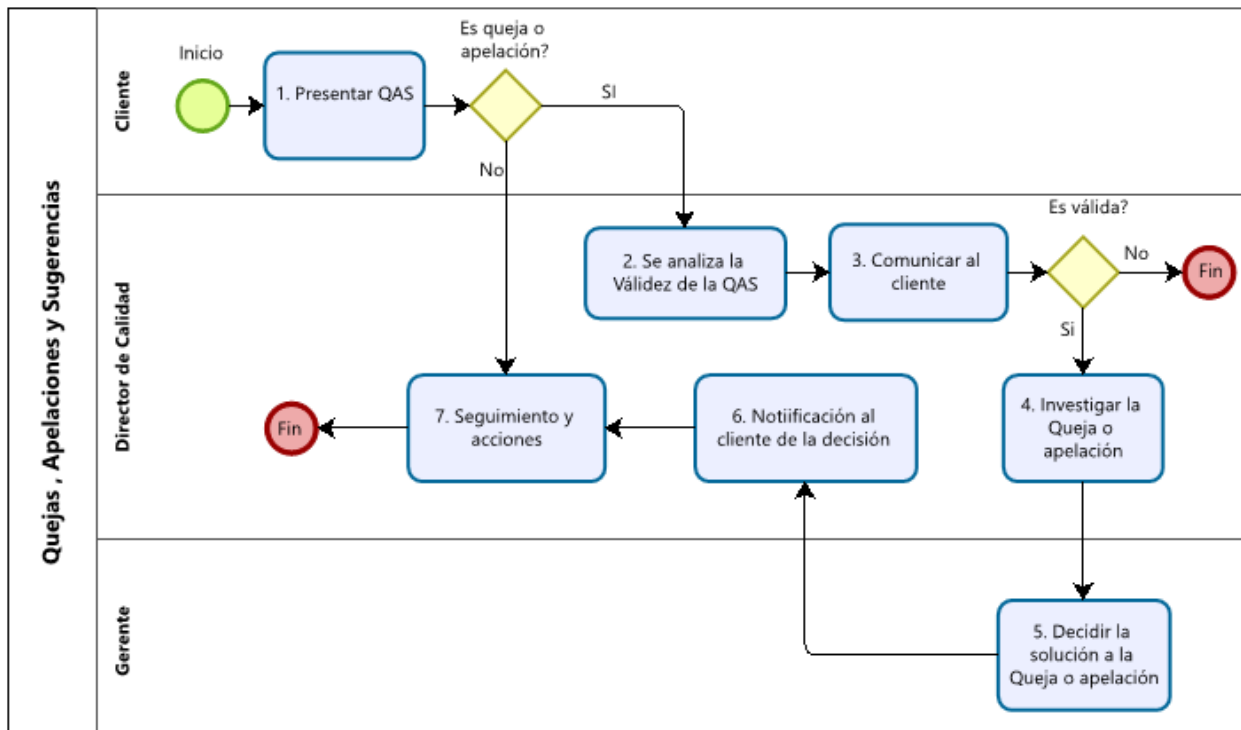 Quejas , Apelaciones y Sugerencias
Cliente
Inicio
1. Presentar QAS
Es queja o
apelación?
SI
No
Director de Calidad
2. Se analiza la
Válidez de la QAS
3. Comunicar al
cliente
Es válida?
No
Fin
Si
4. Investigar la
Queja o
apelación
6. Notiificación al
cliente de la decisión
7. Seguimiento y
acciones
Fin
Gerente
5. Decidir la
solución a la
Queja o apelación